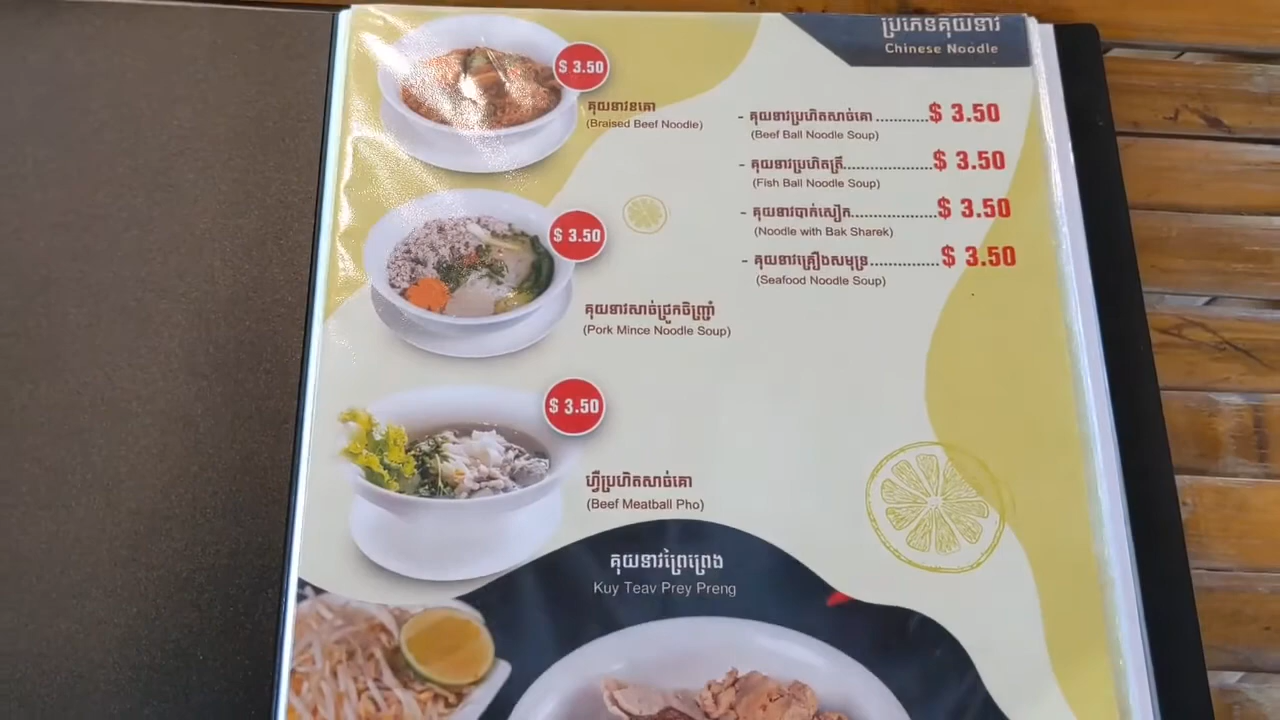 ប្រភេទគុយទាវ
Chinese Noodle
$ 3.50
គុយទាវខគោ
(Braised Beef Noodle)
- គុយទាវប្រហិតសាច់គោ ..........$ 3.50
(Beef Ball Noodle Soup)
- គុយទាវប្រហិតត្រី..................$ 3.50
(Fish Ball Noodle Soup)
- គុយទាវបាក់សៀក.................$ 3.50
(Noodle with Bak Sharek)
- គុយទាវគ្រឿងសមុទ្រ.............$ 3.50
(Seafood Noodle Soup)
$ 3.50
គុយទាវសាច់ជ្រូកចិញ្ច្រាំ
(Pork Mince Noodle Soup)
$ 3.50
ហ្វឺប្រហិតសាច់គោ
(Beef Meatball Pho)
គុយទាវព្រៃព្រែង
Kuy Teav Prey Preng